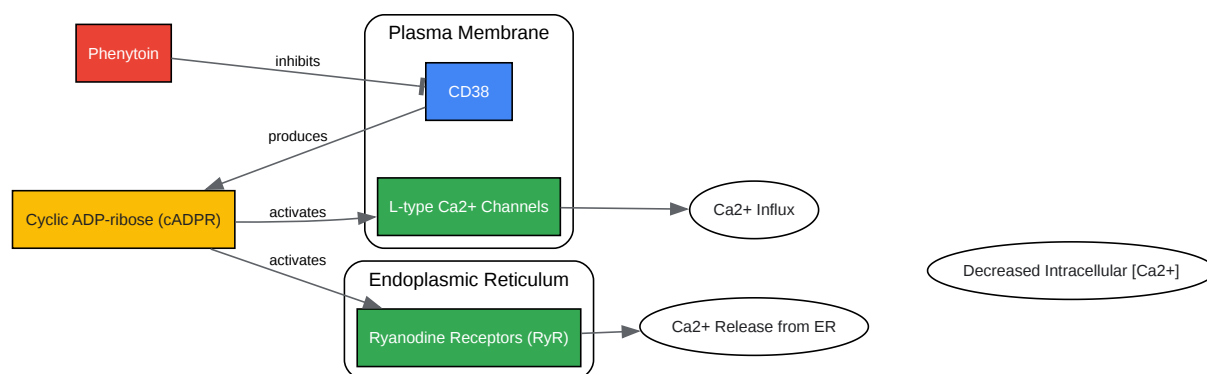 Plasma Membrane
Phenytoin
inhibits
CD38
produces
Cyclic ADP-ribose (cADPR)
activates
L-type Ca2+ Channels
Ca2+ Influx
activates
Endoplasmic Reticulum
Decreased Intracellular [Ca2+]
Ryanodine Receptors (RyR)
Ca2+ Release from ER